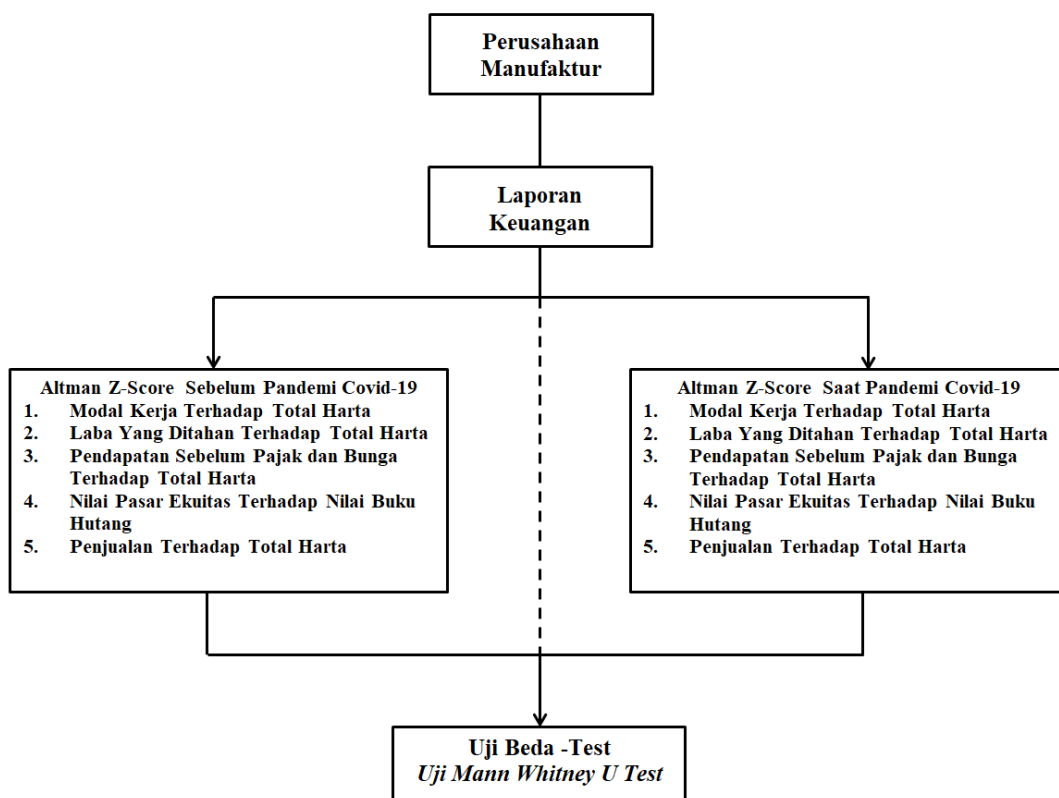 Perusahaan
Manufaktur
Laporan
Keuangan
Altman Z-Score Sebelum Pandemi Covid-19
1. Modal Kerja Terhadap Total Harta
2. Laba Yang Ditahan Terhadap Total Harta
3. Pendapatan Sebelum Pajak dan Bunga
Terhadap Total Harta
4. Nilai Pasar Ekuitas Terhadap Nilai Buku
Hutang
5. Penjualan Terhadap Total Harta
Altman Z-Score Saat Pandemi Covid-19
1. Modal Kerja Terhadap Total Harta
2. Laba Yang Ditahan Terhadap Total Harta
3. Pendapatan Sebelum Pajak dan Bunga
Terhadap Total Harta
4. Nilai Pasar Ekuitas Terhadap Nilai Buku
Hutang
5. Penjualan Terhadap Total Harta
Uji Beda -Test
Uji Mann Whitney U Test